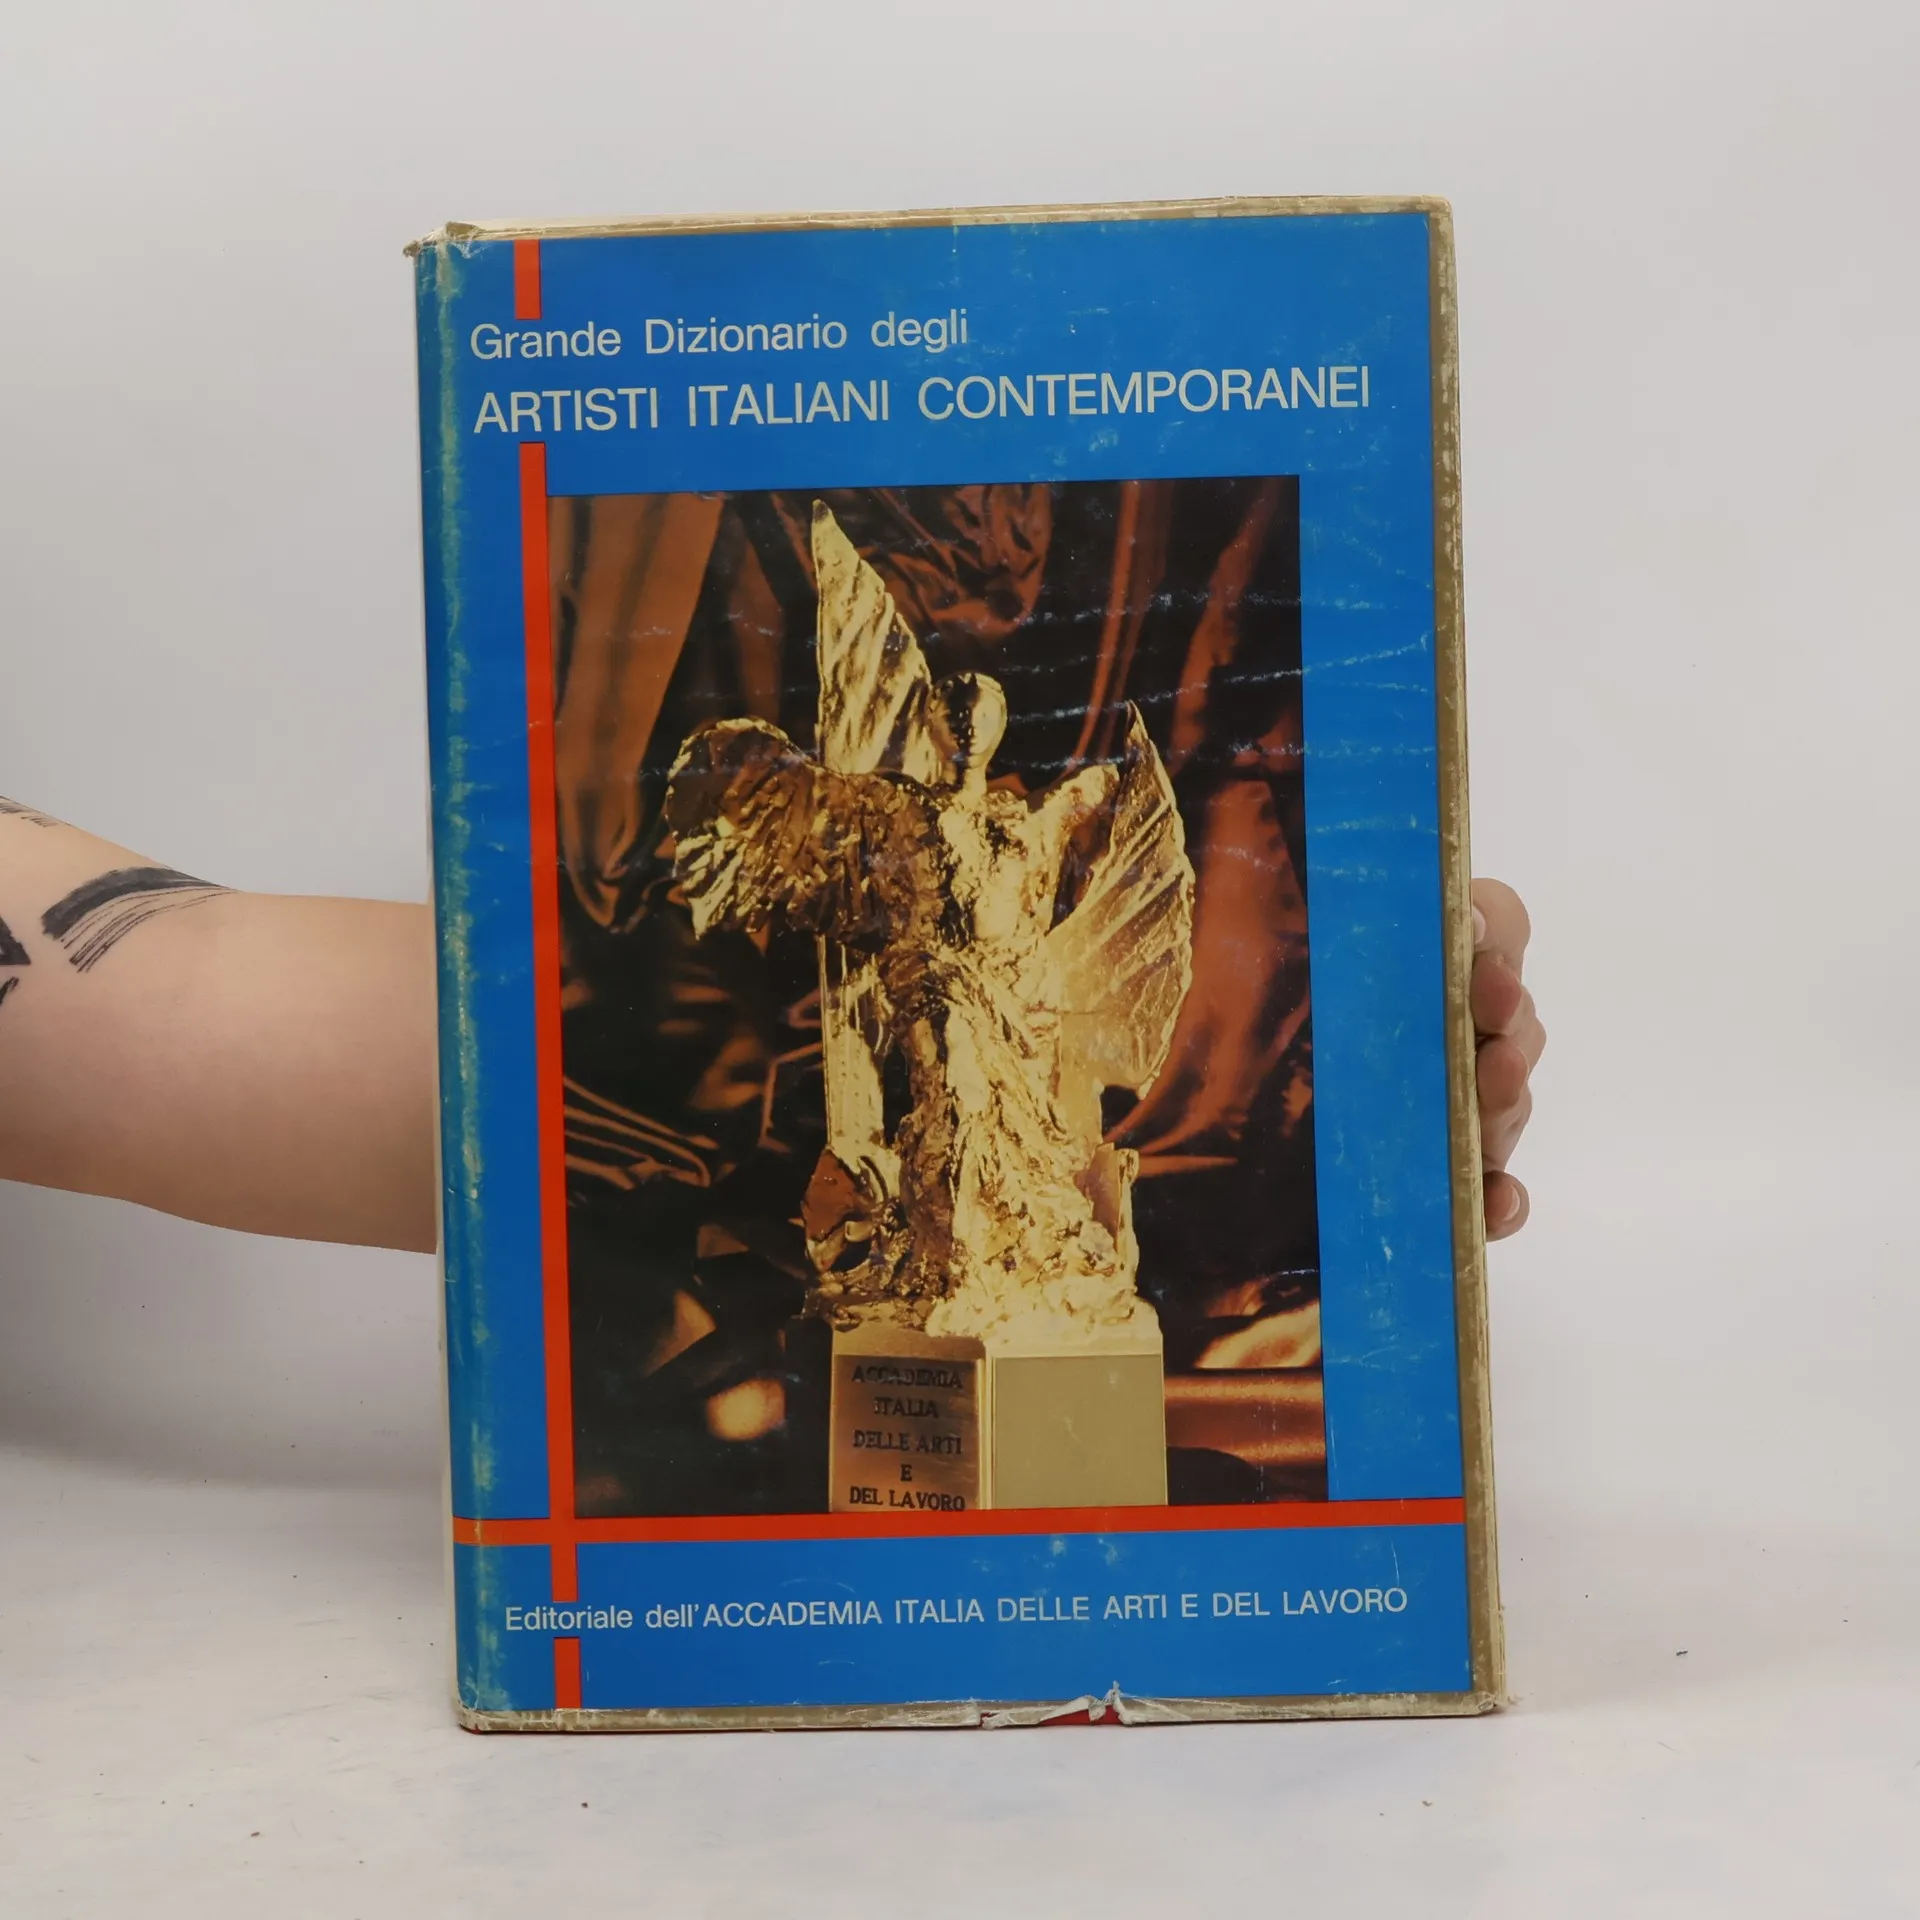 Grande Dizionario degli
ARTISTI ITALIANI CONTEMPORANEI
ACCADEMIA
ITALIA
DELLE ARTI
E
DEL LAVORO
Editoriale dell'ACCADEMIA ITALIA DELLE ARTI E DEL LAVORO